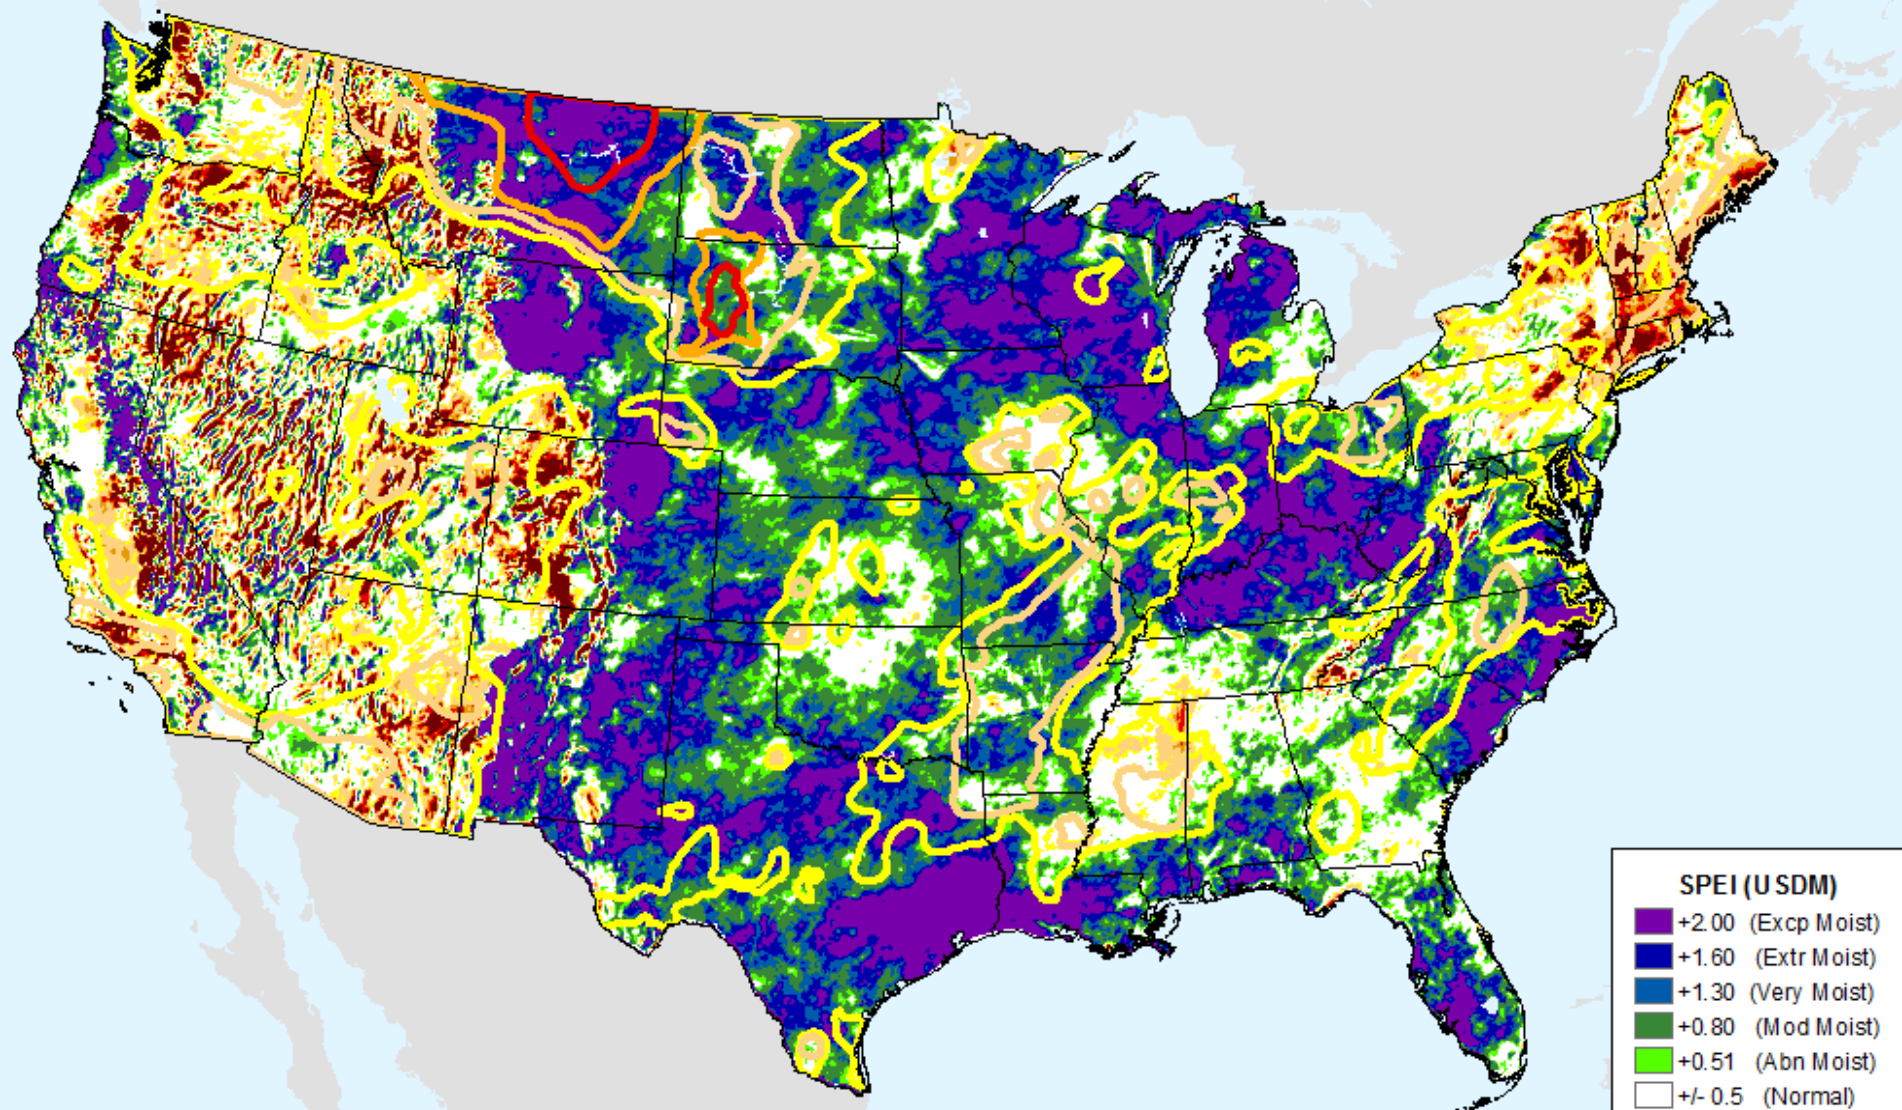 SPEI (USDM)
+2.00 (Excp Moist)
+1.60 (Extr Moist)
+1.30 (Very Moist)
+0.80 (Mod Moist)
+0.51 (Abn Moist)
+/- 0.5 (Normal)